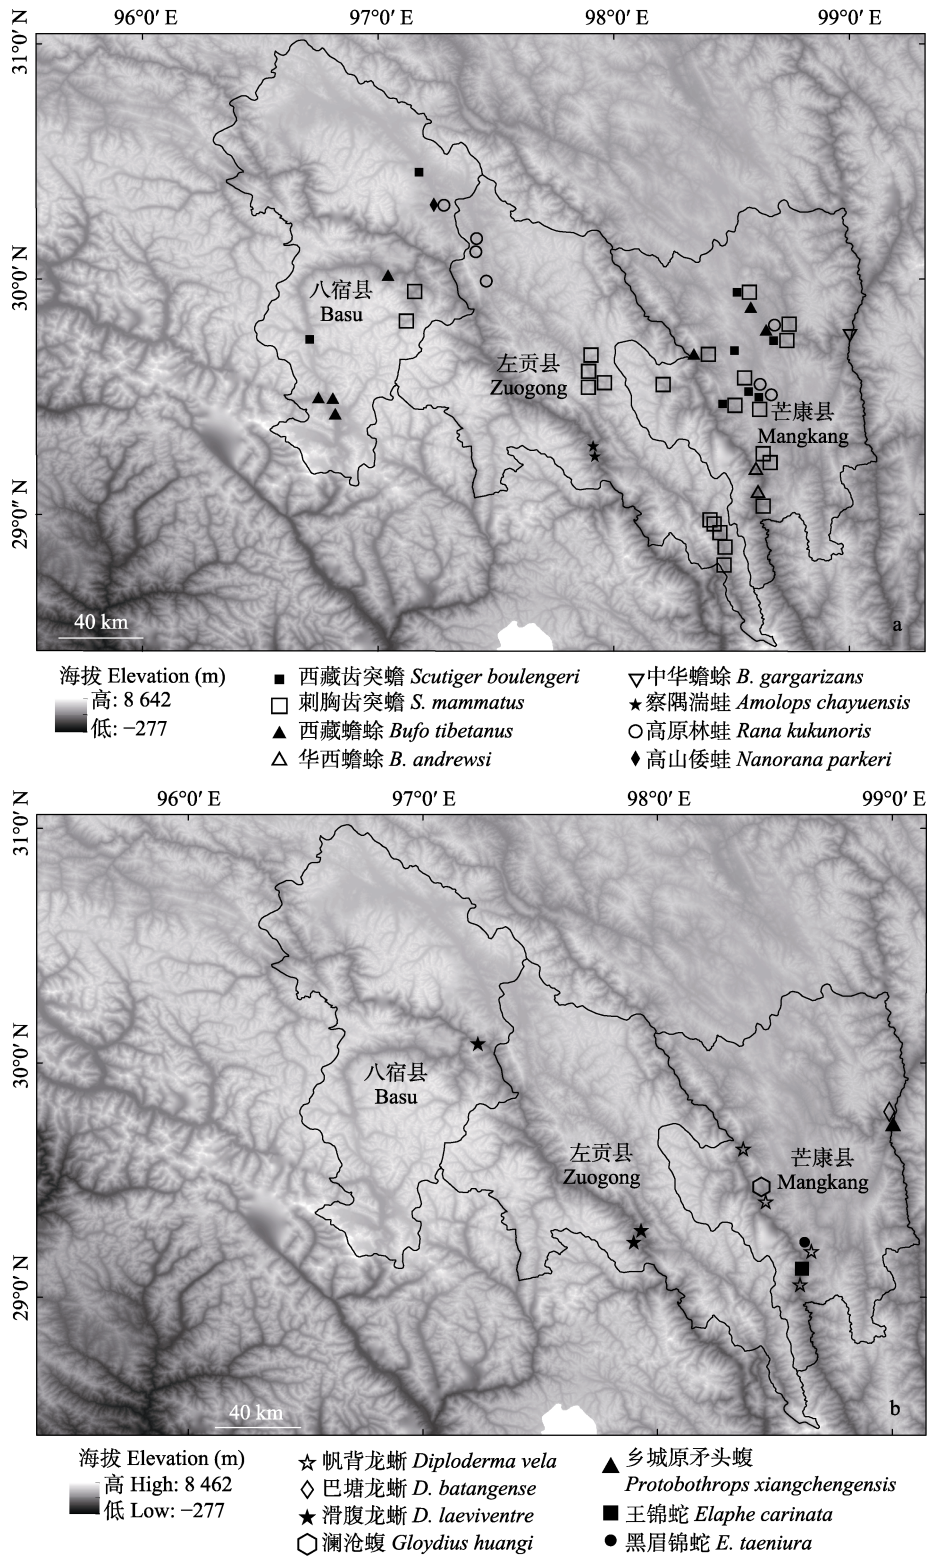 96°0′ E 97°0′ E 98°0′ E 99°0′ E
31°0′ N
30°0′ N
29°0′ N
八宿县
Basu
左贡县
Zuogong
芒康县
Mangkang
40 km
a
海拔 Elevation (m)
高: 8 642
低: −277
西藏齿突蟾 Scutiger boulengeri
刺胸齿突蟾 S. mammatus
西藏蟾蜍 Bufo tibetanus
华西蟾蜍 B. andrewsi
中华蟾蜍 B. gargarizans
察隅湍蛙 Amolops chayuensis
高原林蛙 Rana kukunoris
高山倭蛙 Nanorana parkeri
96°0′ E 97°0′ E 98°0′ E 99°0′ E
31°0′ N
30°0′ N
29°0′ N
八宿县
Basu
左贡县
Zuogong
芒康县
Mangkang
40 km
b
海拔 Elevation (m)
高 High: 8 462
低 Low: −277
帆背龙蜥 Diploderma vela
巴塘龙蜥 D. batangense
滑腹龙蜥 D. laeviventre
澜沧蝮 Gloydius huangi
乡城原矛头蝮
Protobothrops xiangchengensis
王锦蛇 Elaphe carinata
黑眉锦蛇 E. taeniura